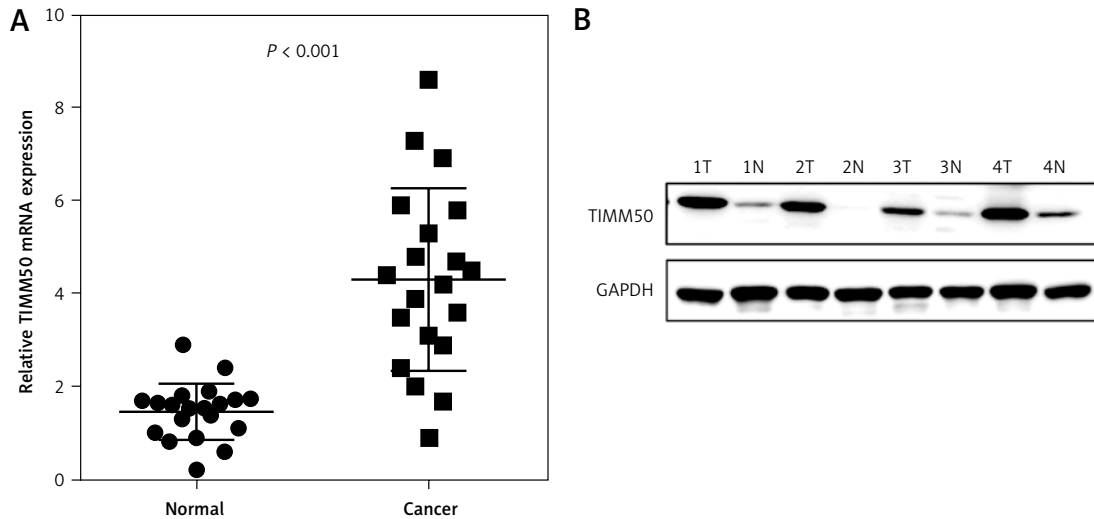 A
Relative TIMM50 mRNA expression
10
8
6
4
2
0
P < 0.001
Normal Cancer
B
1T 1N 2T 2N 3T 3N 4T 4N
TIMM50
GAPDH